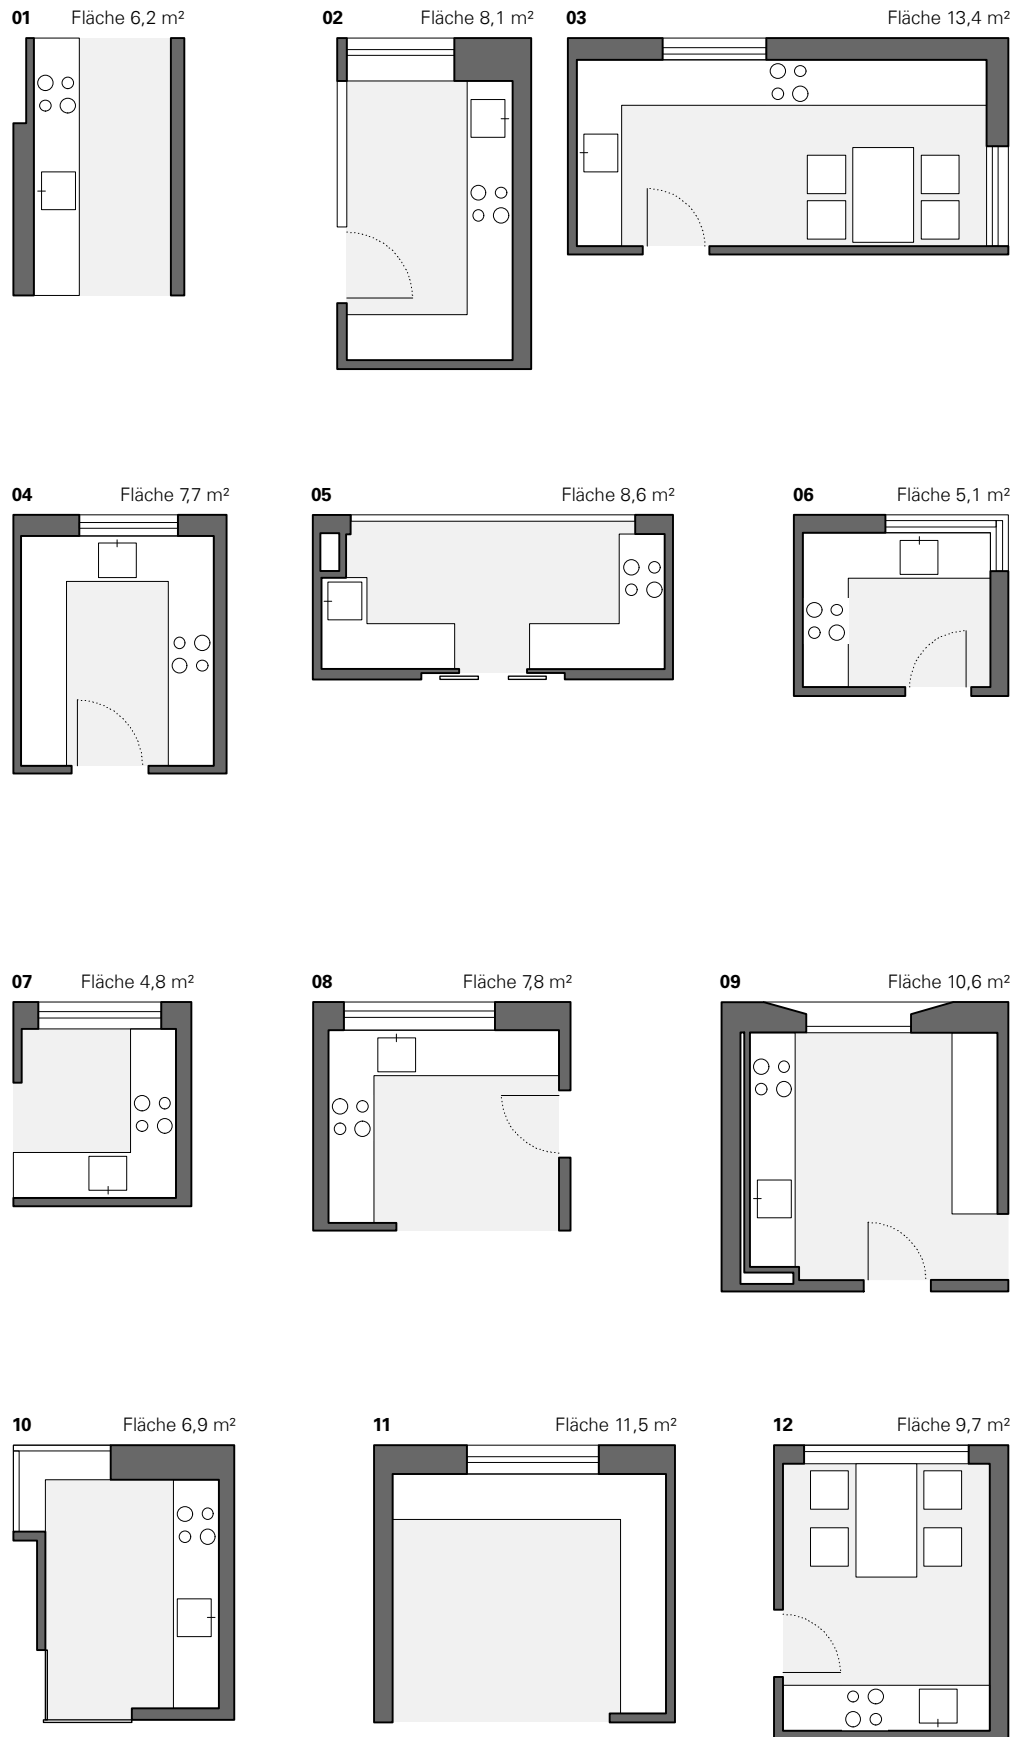 01 Fläche 6,2 m²
02 Fläche 8,1 m²
03 Fläche 13,4 m²
04 Fläche 7,7 m²
05 Fläche 8,6 m²
06 Fläche 5,1 m²
07 Fläche 4,8 m²
08 Fläche 7,8 m²
09 Fläche 10,6 m²
10 Fläche 6,9 m²
11 Fläche 11,5 m²
12 Fläche 9,7 m²